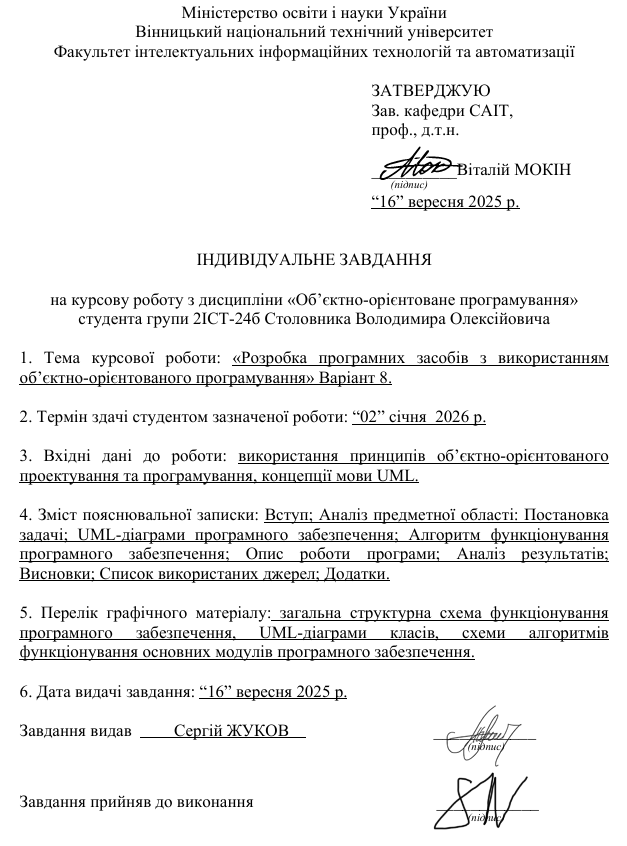 Міністерство освіти і науки України
Вінницький національний технічний університет
Факультет інтелектуальних інформаційних технологій та автоматизації
ЗАТВЕРДЖУЮ
Зав. кафедри САІТ,
проф., д.т.н.
Віталій МОКІН
(підпис)
“16” вересня 2025 р.
ІНДИВІДУАЛЬНЕ ЗАВДАННЯ
на курсову роботу з дисципліни «Об’єктно-орієнтоване програмування»
студента групи 2ІСТ-24б Столовника Володимира Олексійовича
1. Тема курсової роботи: «Розробка програмних засобів з використанням
об’єктно-орієнтованого програмування» Варіант 8.
2. Термін здачі студентом зазначеної роботи: “02” січня 2026 р.
3. Вхідні дані до роботи: використання принципів об’єктно-орієнтованого
проектування та програмування, концепції мови UML.
4. Зміст пояснювальної записки: Вступ; Аналіз предметної області: Постановка
задачі; UML-діаграми програмного забезпечення; Алгоритм функціонування
програмного забезпечення; Опис роботи програми; Аналіз результатів;
Висновки; Список використаних джерел; Додатки.
5. Перелік графічного матеріалу: загальна структурна схема функціонування
програмного забезпечення, UML-діаграми класів, схеми алгоритмів
функціонування основних модулів програмного забезпечення.
6. Дата видачі завдання: “16” вересня 2025 р.
Завдання видав Сергій ЖУКОВ
(підпис)
Завдання прийняв до виконання
(підпис)